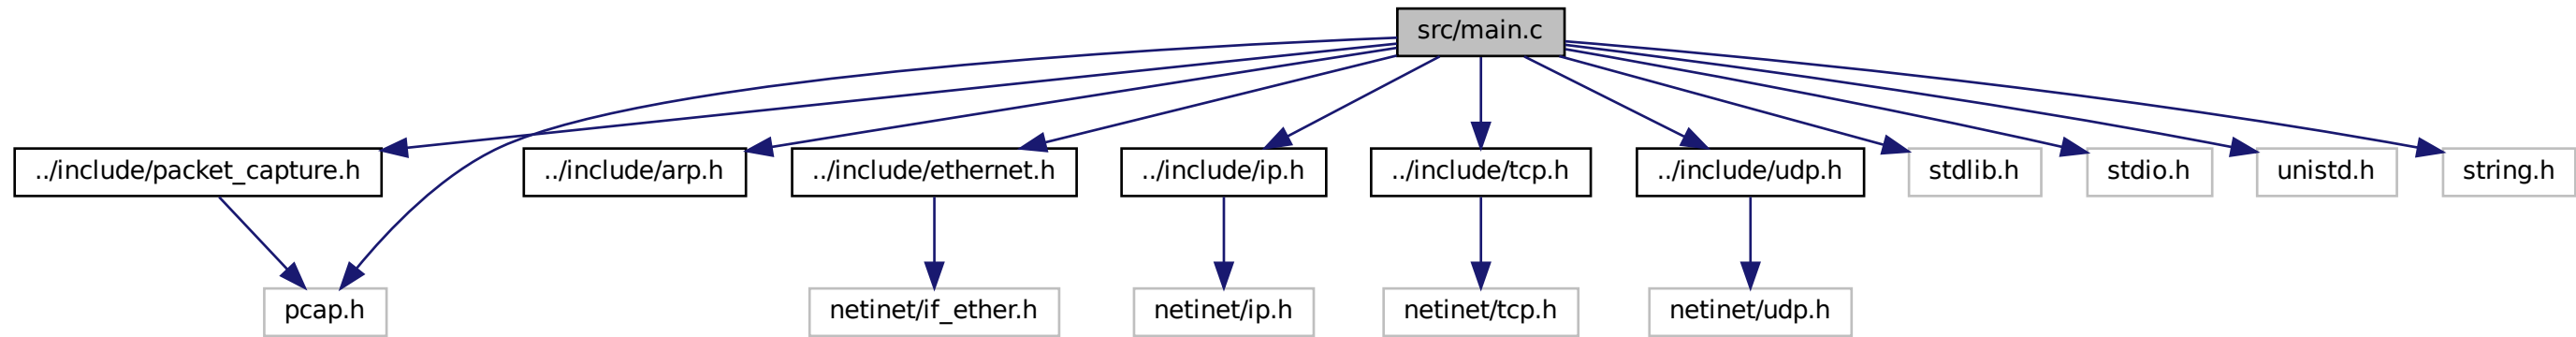 src/main.c
../include/packet_capture.h
../include/arp.h
../include/ethernet.h
../include/ip.h
../include/tcp.h
../include/udp.h
stdlib.h
stdio.h
unistd.h
string.h
pcap.h
netinet/if_ether.h
netinet/ip.h
netinet/tcp.h
netinet/udp.h